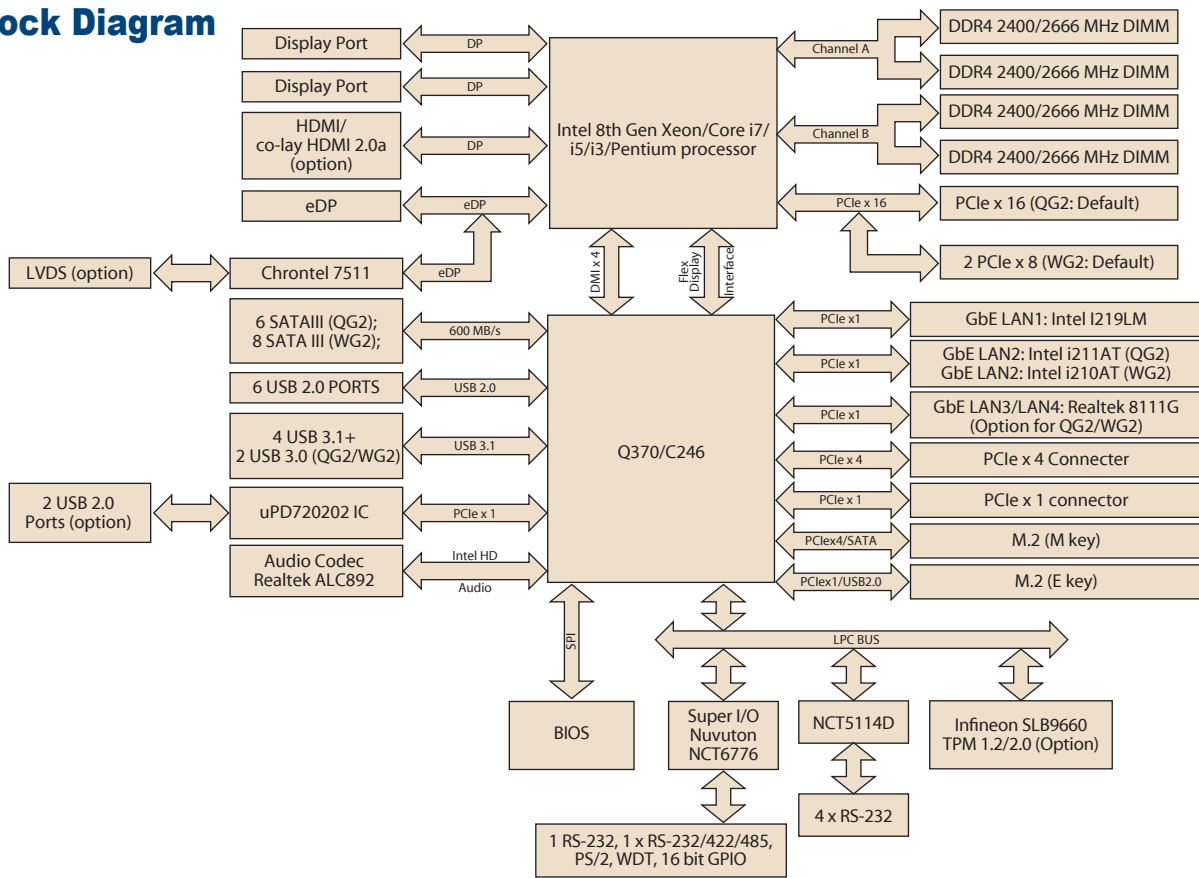 ock Diagram
Display Port
DP
Display Port
DP
HDMI/
co-lay HDMI 2.0a
(option)
DP
eDP
eDP
LVDS (option)
Chrontel 7511
eDP
Intel 8th Gen Xeon/Core i7/
i5/i3/Pentium processor
Channel A
DDR4 2400/2666 MHz DIMM
DDR4 2400/2666 MHz DIMM
Channel B
DDR4 2400/2666 MHz DIMM
DDR4 2400/2666 MHz DIMM
PCIe x 16
PCIe x 16 (QG2: Default)
2 PCIe x 8 (WG2: Default)
DMI x 4
Flex
Display
Interface
6 SATAIII (QG2);
8 SATA III (WG2);
600 MB/s
6 USB 2.0 PORTS
USB 2.0
4 USB 3.1+
2 USB 3.0 (QG2/WG2)
USB 3.1
2 USB 2.0
Ports (option)
uPD720202 IC
PCIe x 1
Audio Codec
Realtek ALC892
Intel HD
Audio
Q370/C246
PCIe x1
GbE LAN1: Intel I219LM
PCIe x1
GbE LAN2: Intel i211AT (QG2)
GbE LAN2: Intel i210AT (WG2)
PCIe x1
GbE LAN3/LAN4: Realtek 8111G
(Option for QG2/WG2)
PCIe x 4
PCIe x 4 Connecter
PCIe x 1
PCIe x 1 connector
PCIex4/SATA
M.2 (M key)
PCIex1/USB2.0
M.2 (E key)
SPI
LPC BUS
BIOS
Super I/O
Nuvuton
NCT6776
NCT5114D
Infineon SLB9660
TPM 1.2/2.0 (Option)
4 x RS-232
1 RS-232, 1 x RS-232/422/485,
PS/2, WDT, 16 bit GPIO